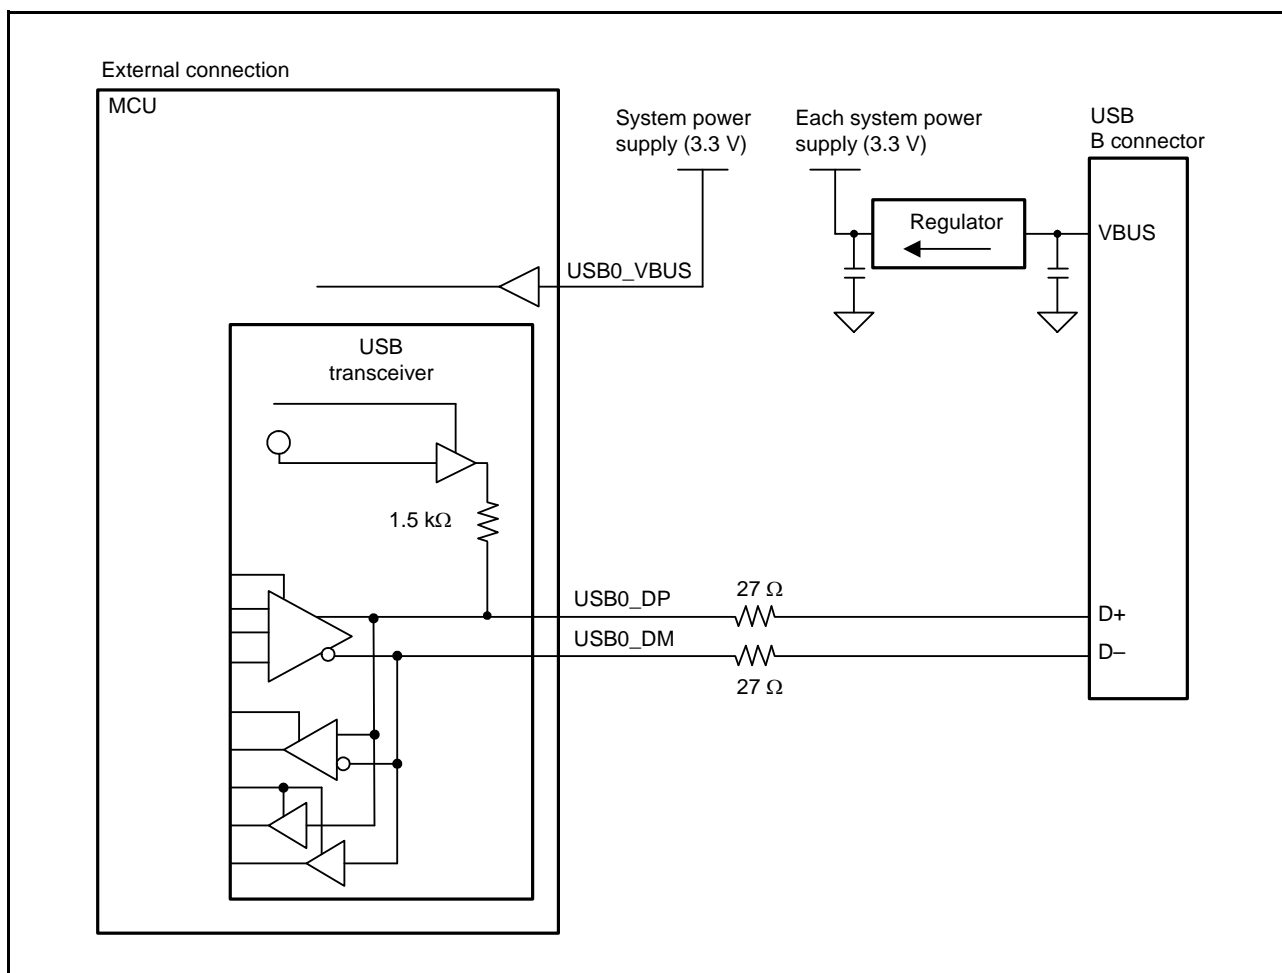 External connection
MCU
System power
supply (3.3 V)
Each system power
supply (3.3 V)
USB
B connector
Regulator
VBUS
USB0_VBUS
USB
transceiver
1.5 kΩ
USB0_DP
27 Ω
D+
USB0_DM
27 Ω
D–